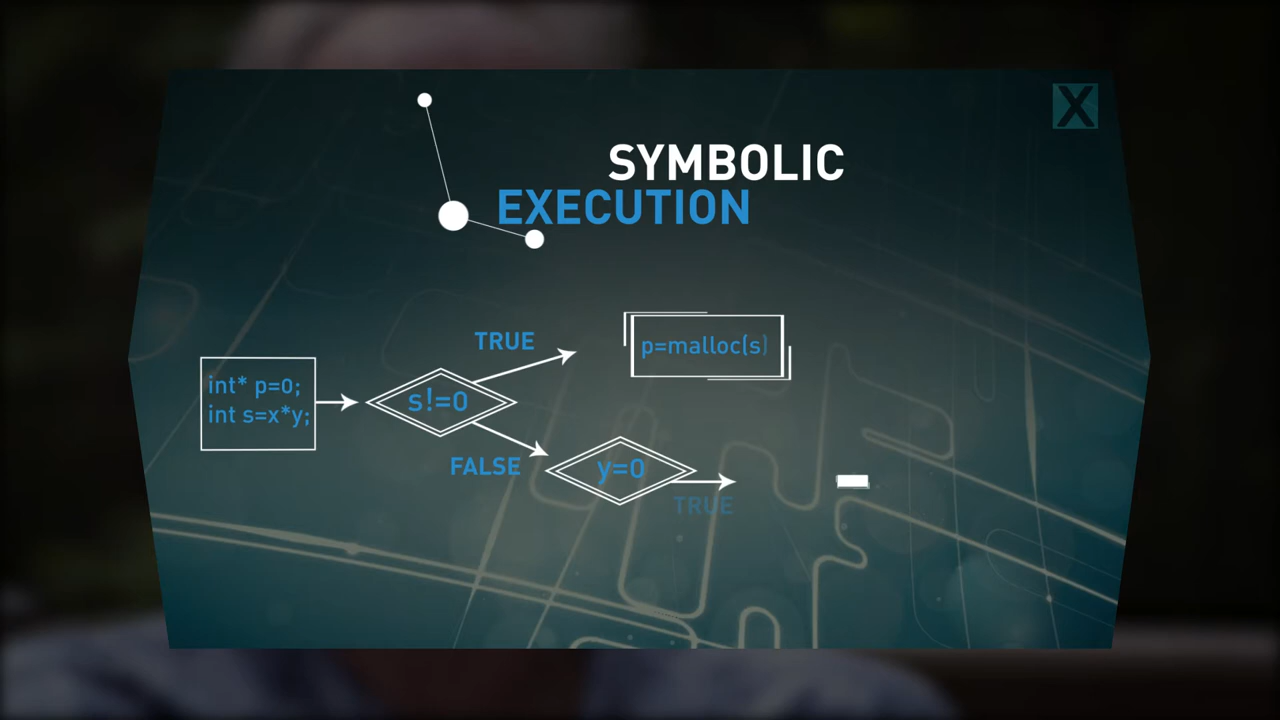 X
SYMBOLIC
EXECUTION
TRUE
p=malloc(s)
int* p=0;
int s=x*y;
s!=0
FALSE
y=0
TRUE